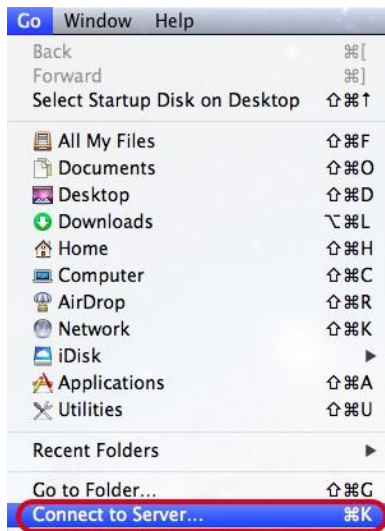 Go Window Help
Back ⌘[
Forward ⌘]
Select Startup Disk on Desktop ⇧⌘↑
All My Files ⇧⌘F
Documents ⇧⌘O
Desktop ⇧⌘D
Downloads ⌥⌘L
Home ⇧⌘H
Computer ⇧⌘C
AirDrop ⇧⌘R
Network ⇧⌘K
iDisk ▶
Applications ⇧⌘A
Utilities ⇧⌘U
Recent Folders ▶
Go to Folder... ⇧⌘G
Connect to Server... ⌘K